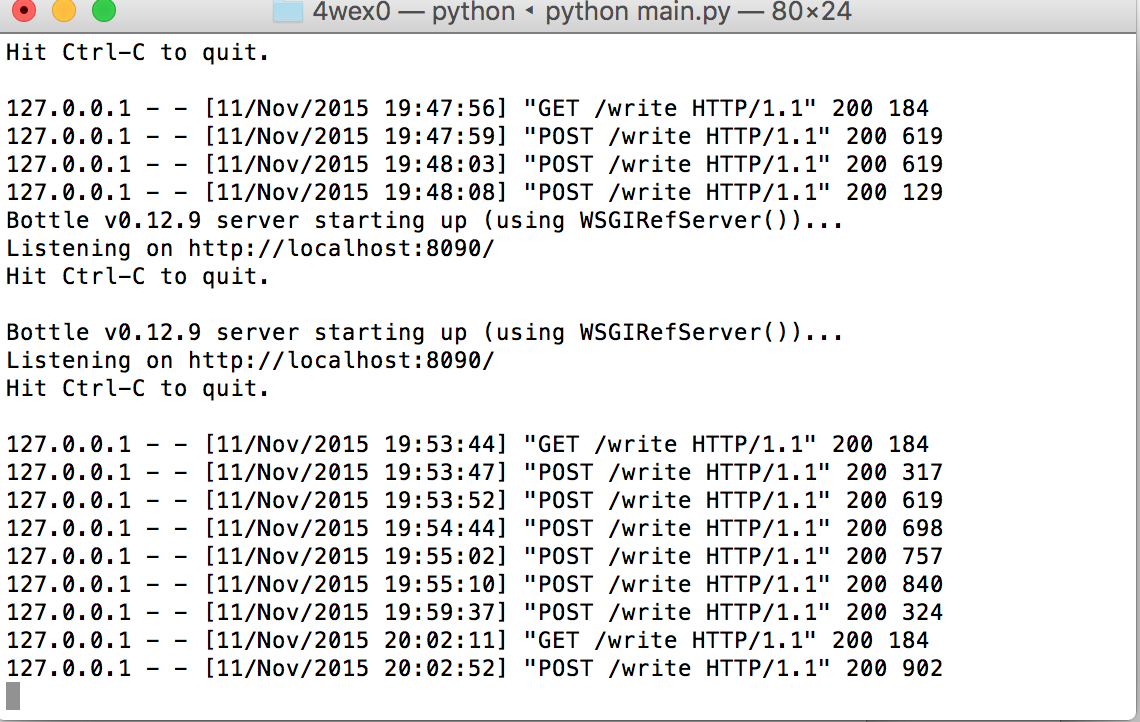 4wex0 — python ◂ python main.py — 80×24
Hit Ctrl-C to quit.
127.0.0.1 - - [11/Nov/2015 19:47:56] "GET /write HTTP/1.1" 200 184
127.0.0.1 - - [11/Nov/2015 19:47:59] "POST /write HTTP/1.1" 200 619
127.0.0.1 - - [11/Nov/2015 19:48:03] "POST /write HTTP/1.1" 200 619
127.0.0.1 - - [11/Nov/2015 19:48:08] "POST /write HTTP/1.1" 200 129
Bottle v0.12.9 server starting up (using WSGIRefServer())...
Listening on http://localhost:8090/
Hit Ctrl-C to quit.
Bottle v0.12.9 server starting up (using WSGIRefServer())...
Listening on http://localhost:8090/
Hit Ctrl-C to quit.
127.0.0.1 - - [11/Nov/2015 19:53:44] "GET /write HTTP/1.1" 200 184
127.0.0.1 - - [11/Nov/2015 19:53:47] "POST /write HTTP/1.1" 200 317
127.0.0.1 - - [11/Nov/2015 19:53:52] "POST /write HTTP/1.1" 200 619
127.0.0.1 - - [11/Nov/2015 19:54:44] "POST /write HTTP/1.1" 200 698
127.0.0.1 - - [11/Nov/2015 19:55:02] "POST /write HTTP/1.1" 200 757
127.0.0.1 - - [11/Nov/2015 19:55:10] "POST /write HTTP/1.1" 200 840
127.0.0.1 - - [11/Nov/2015 19:59:37] "POST /write HTTP/1.1" 200 324
127.0.0.1 - - [11/Nov/2015 20:02:11] "GET /write HTTP/1.1" 200 184
127.0.0.1 - - [11/Nov/2015 20:02:52] "POST /write HTTP/1.1" 200 902